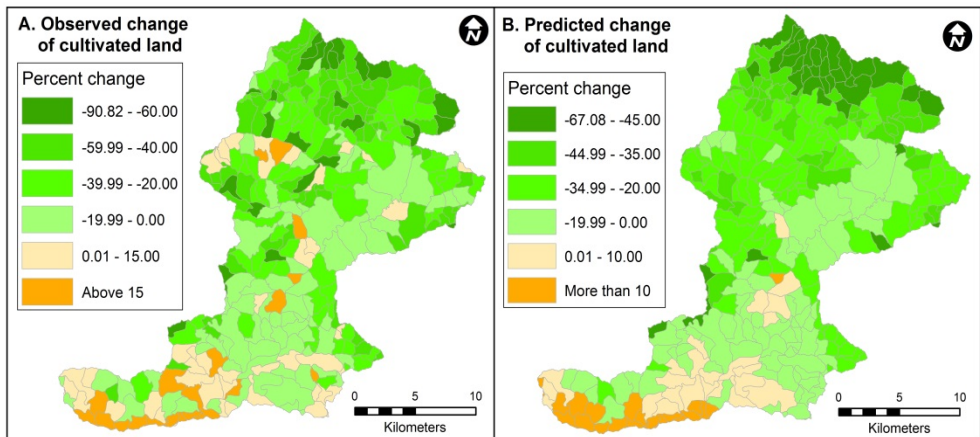 A. Observed change
of cultivated land
N
Percent change
-90.82 - -60.00
-59.99 - -40.00
-39.99 - -20.00
-19.99 - 0.00
0.01 - 15.00
Above 15
0 5 10
Kilometers
B. Predicted change
of cultivated land
N
Percent change
-67.08 - -45.00
-44.99 - -35.00
-34.99 - -20.00
-19.99 - 0.00
0.01 - 10.00
More than 10
0 5 10
Kilometers